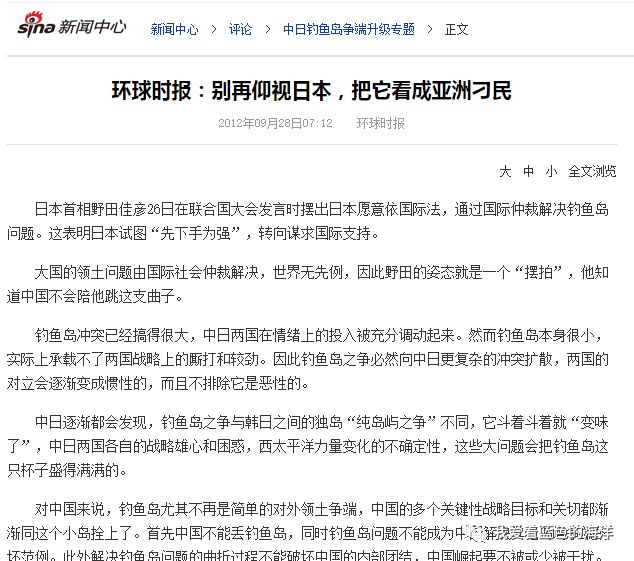 sina 新闻中心
新闻中心 > 评论 > 中日钓鱼岛争端升级专题 > 正文
环球时报：别再仰视日本，把它看成亚洲刁民
2012年09月28日07:12 环球时报
大 中 小 全文浏览
日本首相野田佳彦26日在联合国大会发言时摆出日本愿意依国际法，通过国际仲裁解决钓鱼岛
问题。这表明日本试图“先下手为强”，转向谋求国际支持。
大国的领土问题由国际社会仲裁解决，世界无先例，因此野田的姿态就是一个“摆拍”，他知
道中国不会陪他跳这支曲子。
钓鱼岛冲突已经搞得很大，中日两国在情绪上的投入被充分调动起来。然而钓鱼岛本身很小，
实际上承载不了两国战略上的厮打和较劲。因此钓鱼岛之争必然向中日更复杂的冲突扩散，两国的
对立会逐渐变成惯性的，而且不排除它是恶性的。
中日逐渐都会发现，钓鱼岛之争与韩日之间的独岛“纯岛屿之争”不同，它斗着斗着就“变味
了”，中日两国各自的战略雄心和困惑，西太平洋力量变化的不确定性，这些大问题会把钓鱼岛这
只杯子盛得满满的。
对中国来说，钓鱼岛尤其不再是简单的对外领土争端，中国的多个关键性战略目标和关切都渐
渐同这个小岛拴上了。首先中国不能丢钓鱼岛，同时钓鱼岛问题不能成为中 我爱看蓝色的海洋
坏范例。此外解决钓鱼岛问题的曲折过程不能破坏中国的内部团结，中国崛起要不被或少被干扰。